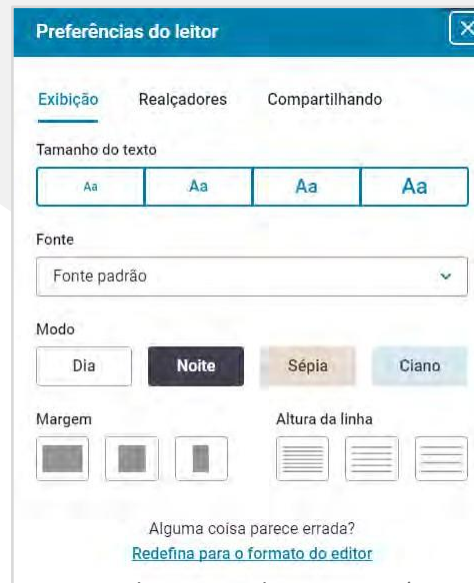 Preferências do leitor
Exibição Realçadores Compartilhando
Tamanho do texto
Aa Aa Aa Aa
Fonte
Fonte padrão
Modo
Dia Noite Sépia Ciano
Margem Altura da linha
Alguma coisa parece errada?
Redefina para o formato do editor